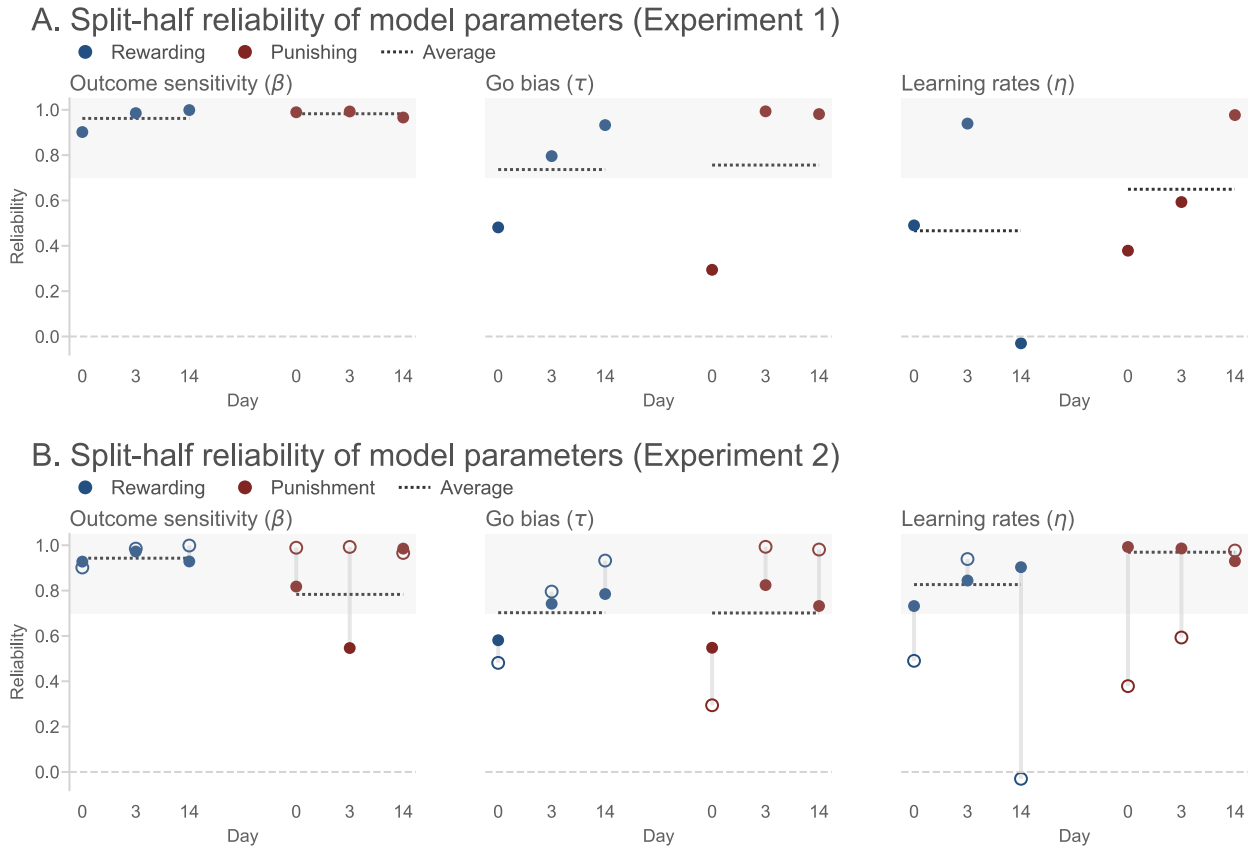 A. Split-half reliability of model parameters (Experiment 1)
Rewarding Punishing Average
Outcome sensitivity (β) Go bias (τ) Learning rates (η)
1.0
0.8
0.6
0.4
0.2
0.0
Reliability
0 3 14 0 3 14 0 3 14 0 3 14 0 3 14 0 3 14
Day Day Day
B. Split-half reliability of model parameters (Experiment 2)
Rewarding Punishment Average
Outcome sensitivity (β) Go bias (τ) Learning rates (η)
1.0
0.8
0.6
0.4
0.2
0.0
Reliability
0 3 14 0 3 14 0 3 14 0 3 14 0 3 14 0 3 14
Day Day Day